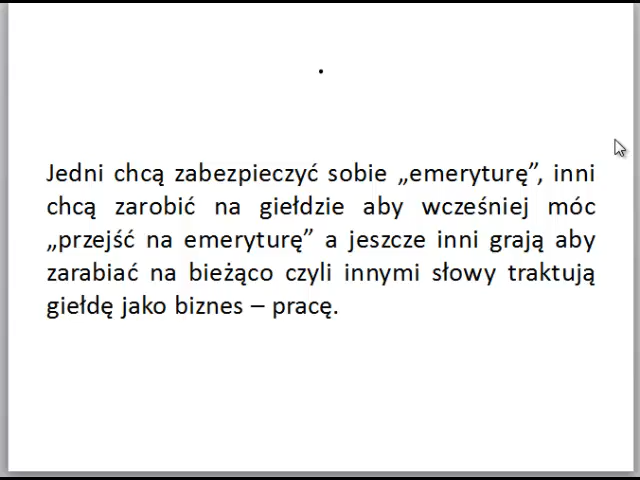 .
Jedni chcą zabezpieczyć sobie „emeryturę”, inni
chcą zarobić na giełdzie aby wcześniej móc
„przejść na emeryturę” a jeszcze inni grają aby
zarabiać na bieżąco czyli innymi słowy traktują
giełdę jako biznes – pracę.